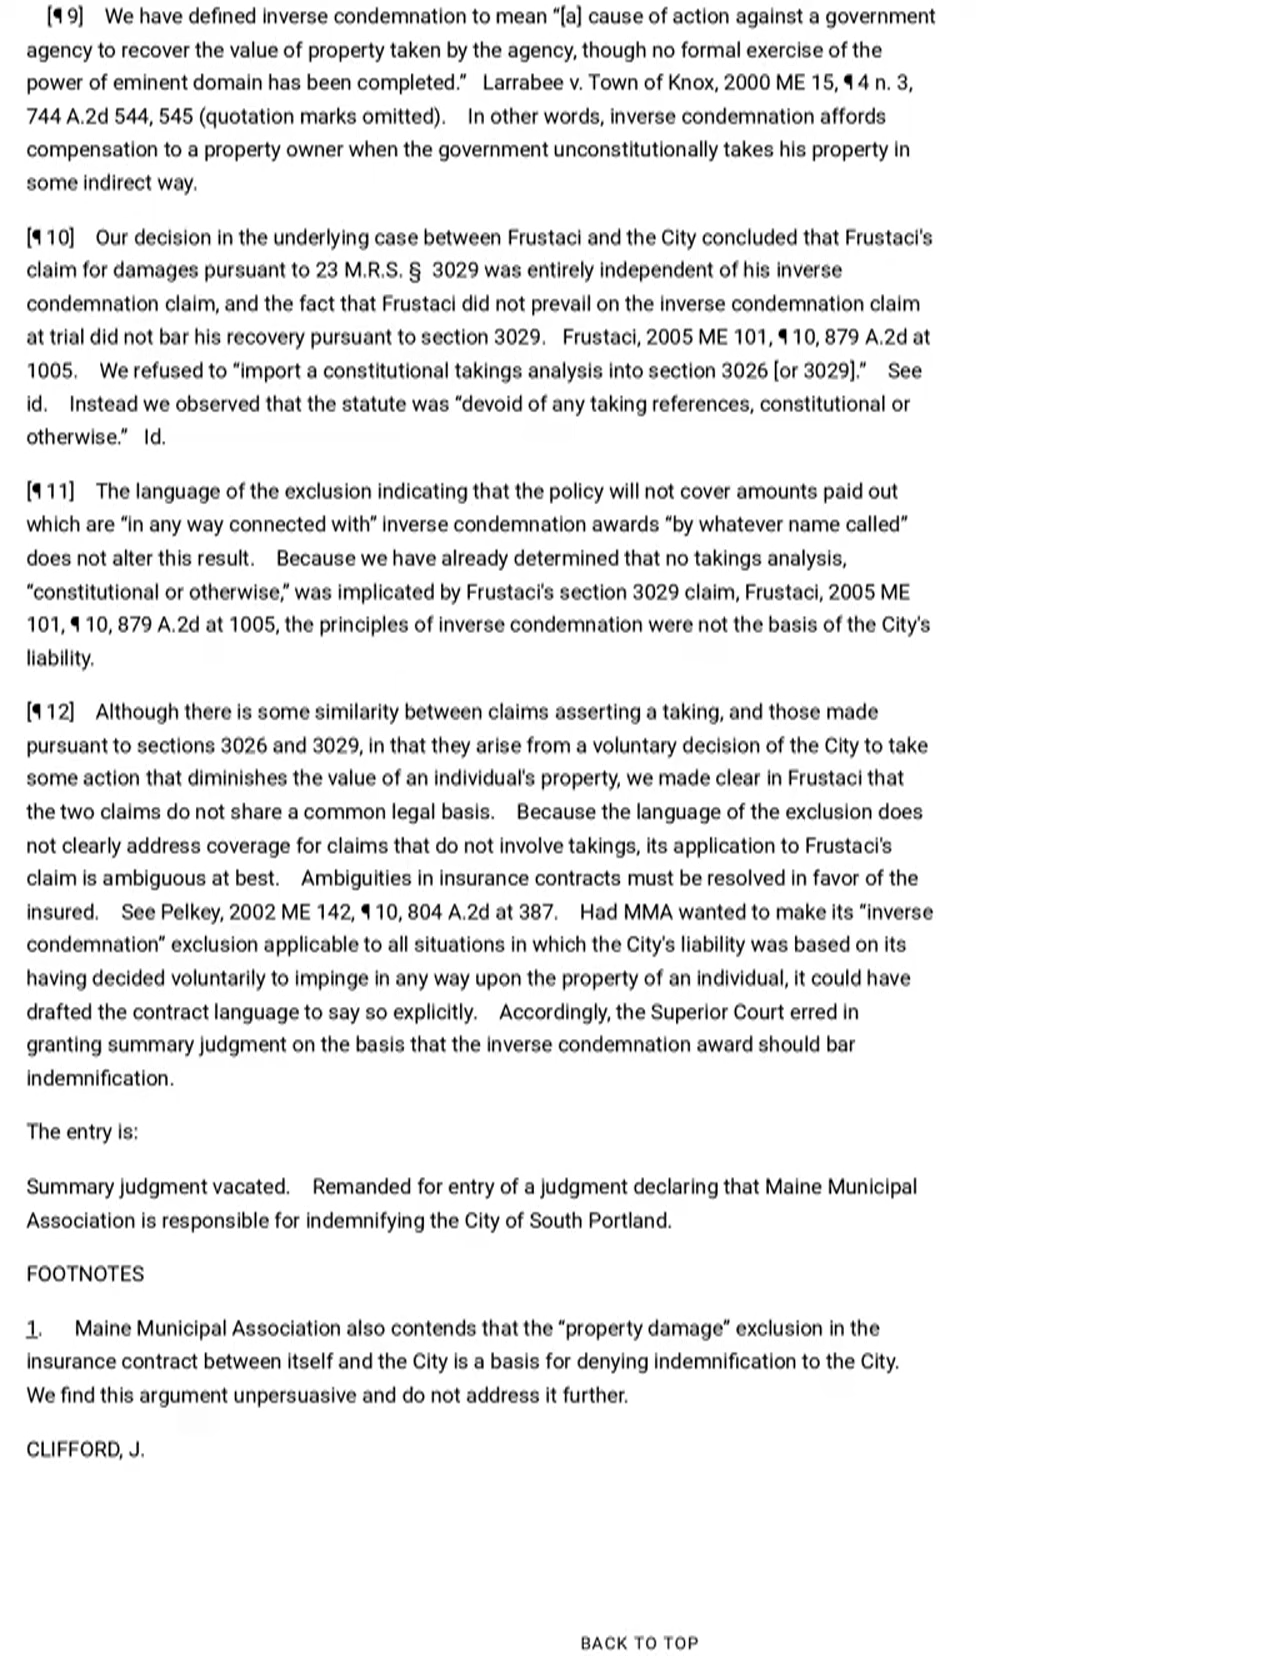 [¶ 9] We have defined inverse condemnation to mean “[a] cause of action against a government
agency to recover the value of property taken by the agency, though no formal exercise of the
power of eminent domain has been completed.” Larrabee v. Town of Knox, 2000 ME 15, ¶ 4 n. 3,
744 A.2d 544, 545 (quotation marks omitted). In other words, inverse condemnation affords
compensation to a property owner when the government unconstitutionally takes his property in
some indirect way.
[¶ 10] Our decision in the underlying case between Frustaci and the City concluded that Frustaci's
claim for damages pursuant to 23 M.R.S. § 3029 was entirely independent of his inverse
condemnation claim, and the fact that Frustaci did not prevail on the inverse condemnation claim
at trial did not bar his recovery pursuant to section 3029. Frustaci, 2005 ME 101, ¶ 10, 879 A.2d at
1005. We refused to “import a constitutional takings analysis into section 3026 [or 3029].” See
id. Instead we observed that the statute was “devoid of any taking references, constitutional or
otherwise.” Id.
[¶ 11] The language of the exclusion indicating that the policy will not cover amounts paid out
which are “in any way connected with” inverse condemnation awards “by whatever name called”
does not alter this result. Because we have already determined that no takings analysis,
“constitutional or otherwise,” was implicated by Frustaci's section 3029 claim, Frustaci, 2005 ME
101, ¶ 10, 879 A.2d at 1005, the principles of inverse condemnation were not the basis of the City's
liability.
[¶ 12] Although there is some similarity between claims asserting a taking, and those made
pursuant to sections 3026 and 3029, in that they arise from a voluntary decision of the City to take
some action that diminishes the value of an individual's property, we made clear in Frustaci that
the two claims do not share a common legal basis. Because the language of the exclusion does
not clearly address coverage for claims that do not involve takings, its application to Frustaci's
claim is ambiguous at best. Ambiguities in insurance contracts must be resolved in favor of the
insured. See Pelkey, 2002 ME 142, ¶ 10, 804 A.2d at 387. Had MMA wanted to make its “inverse
condemnation” exclusion applicable to all situations in which the City's liability was based on its
having decided voluntarily to impinge in any way upon the property of an individual, it could have
drafted the contract language to say so explicitly. Accordingly, the Superior Court erred in
granting summary judgment on the basis that the inverse condemnation award should bar
indemnification.
The entry is:
Summary judgment vacated. Remanded for entry of a judgment declaring that Maine Municipal
Association is responsible for indemnifying the City of South Portland.
FOOTNOTES
1. Maine Municipal Association also contends that the “property damage” exclusion in the
insurance contract between itself and the City is a basis for denying indemnification to the City.
We find this argument unpersuasive and do not address it further.
CLIFFORD, J.
BACK TO TOP